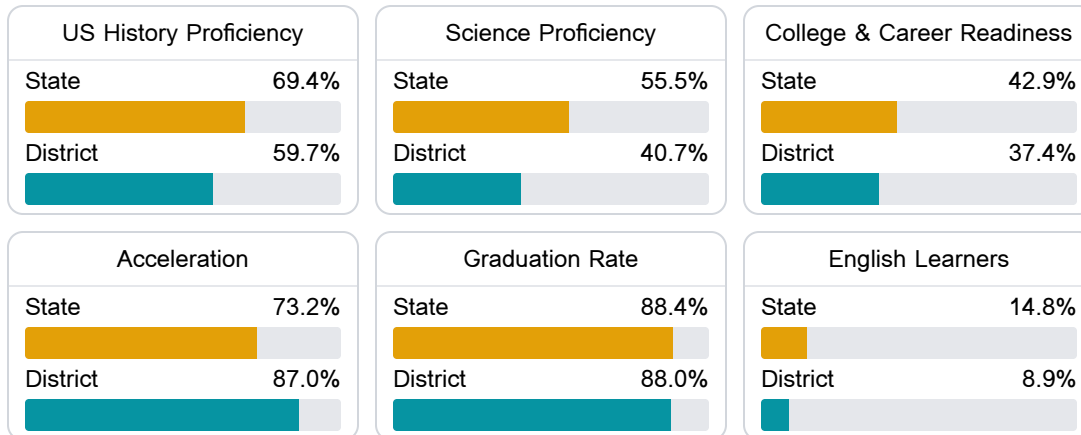 US History Proficiency
State 69.4%
District 59.7%
Science Proficiency
State 55.5%
District 40.7%
College & Career Readiness
State 42.9%
District 37.4%
Acceleration
State 73.2%
District 87.0%
Graduation Rate
State 88.4%
District 88.0%
English Learners
State 14.8%
District 8.9%